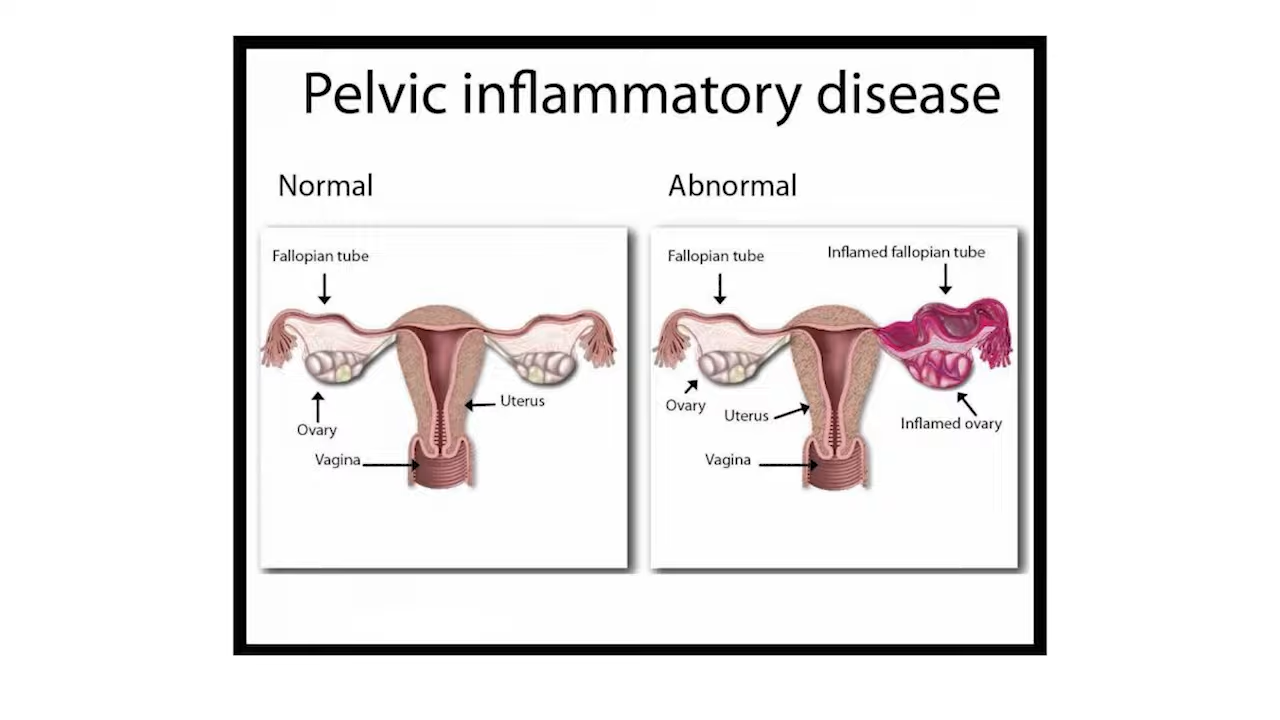 Pelvic inflammatory disease
Normal
Fallopian tube
Uterus
Ovary
Vagina
Abnormal
Fallopian tube
Inflamed fallopian tube
Ovary
Uterus
Inflamed ovary
Vagina